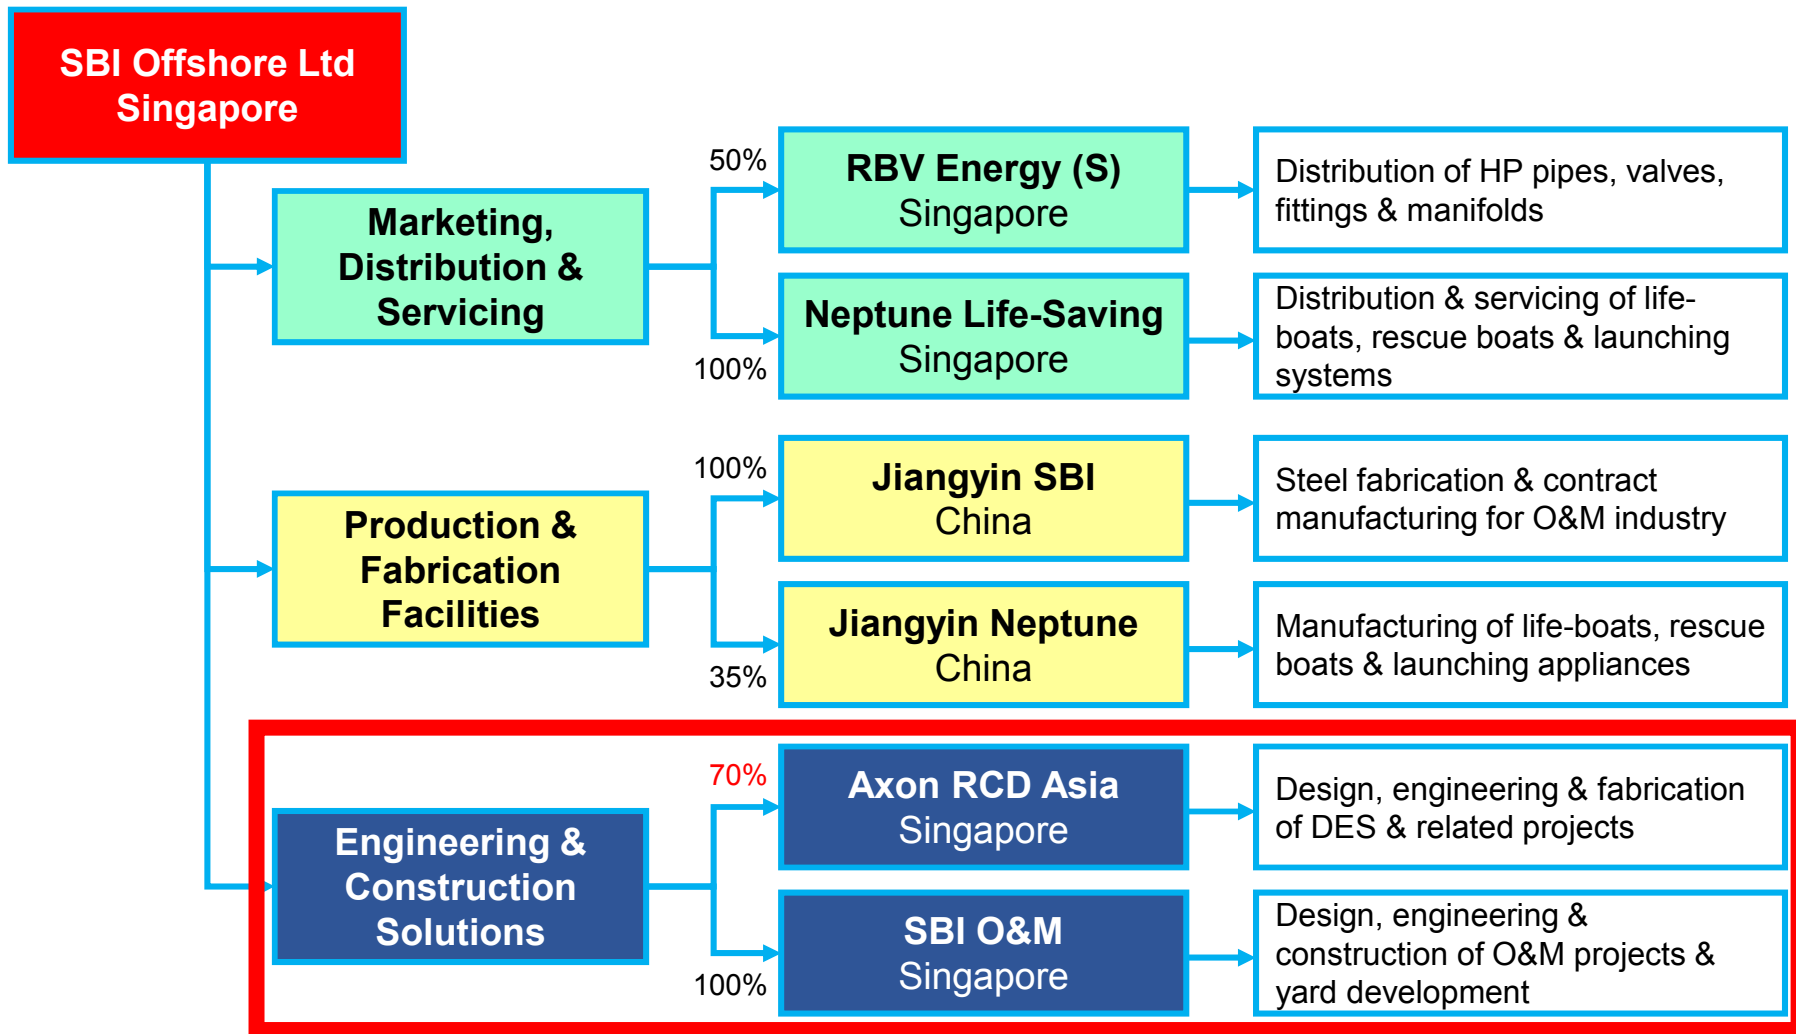 SBI Offshore Ltd
Singapore
Marketing,
Distribution &
Servicing
50%
RBV Energy (S)
Singapore
Distribution of HP pipes, valves,
fittings & manifolds
100%
Neptune Life-Saving
Singapore
Distribution & servicing of life-
boats, rescue boats & launching
systems
Production &
Fabrication
Facilities
100%
Jiangyin SBI
China
Steel fabrication & contract
manufacturing for O&M industry
35%
Jiangyin Neptune
China
Manufacturing of life-boats, rescue
boats & launching appliances
Engineering &
Construction
Solutions
70%
Axon RCD Asia
Singapore
Design, engineering & fabrication
of DES & related projects
100%
SBI O&M
Singapore
Design, engineering &
construction of O&M projects &
yard development